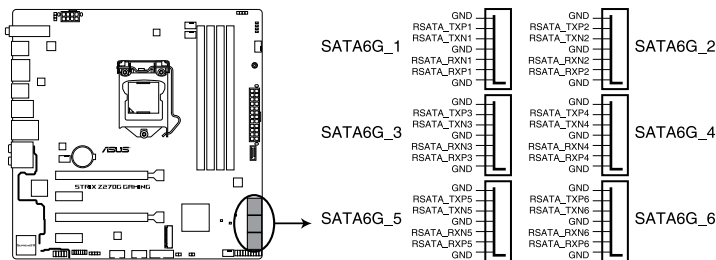 SATA6G_1
GND
RSATA_TXP1
RSATA_TXN1
GND
RSATA_RXN1
RSATA_RXP1
GND
GND
RSATA_TXP2
RSATA_TXN2
GND
RSATA_RXN2
RSATA_RXP2
GND
SATA6G_2
SATA6G_3
GND
RSATA_TXP3
RSATA_TXN3
GND
RSATA_RXN3
RSATA_RXP3
GND
GND
RSATA_TXP4
RSATA_TXN4
GND
RSATA_RXN4
RSATA_RXP4
GND
SATA6G_4
SATA6G_5
GND
RSATA_TXP5
RSATA_TXN5
GND
RSATA_RXN5
RSATA_RXP5
GND
GND
RSATA_TXP6
RSATA_TXN6
GND
RSATA_RXN6
RSATA_RXP6
GND
SATA6G_6
ASUS
STRIX Z270G GAMING